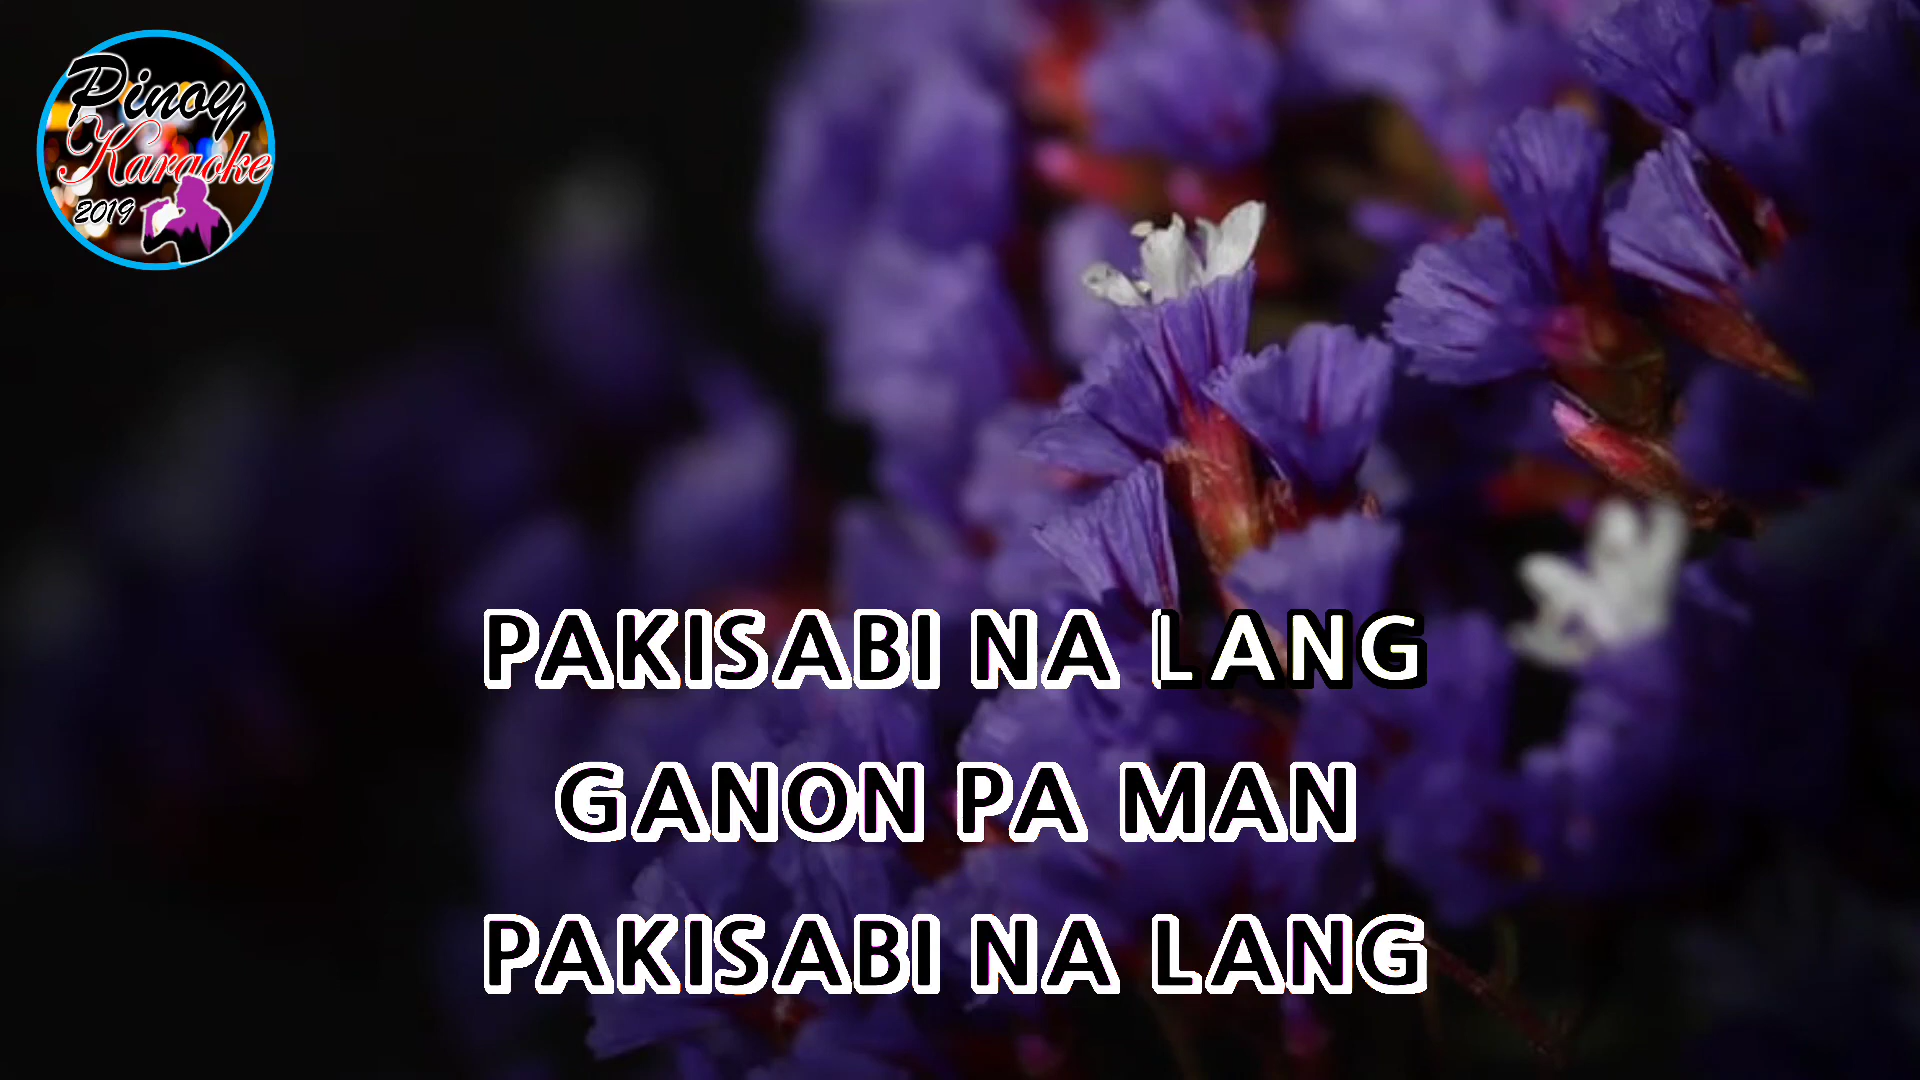 Pinoy
Karaoke
2019
PAKISABI NA LANG
GANON PA MAN
PAKISABI NA LANG